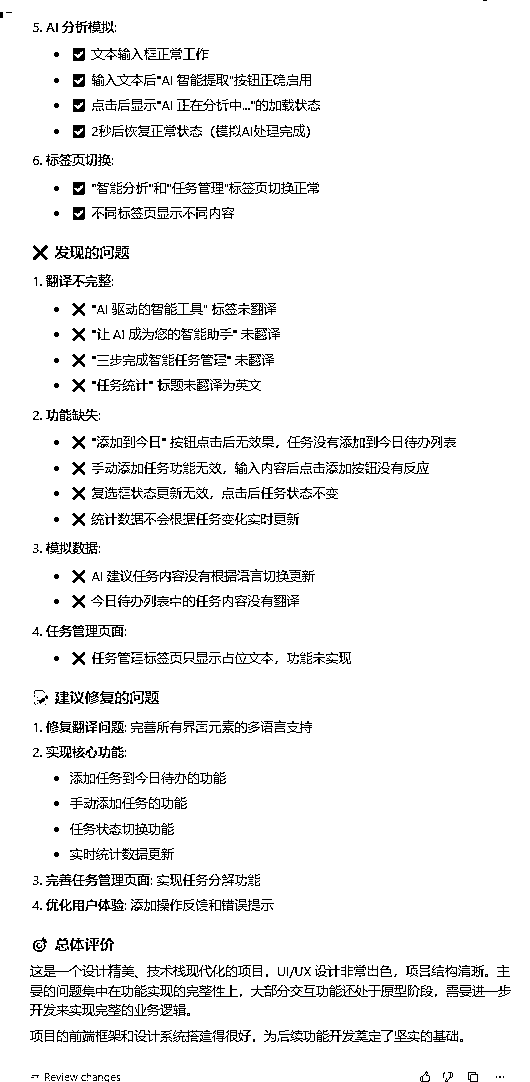 5. AI 分析模拟:
• ✅ 文本输入框正常工作
• ✅ 输入文本后"AI 智能提取"按钮正确启用
• ✅ 点击后显示"AI 正在分析中..."的加载状态
• ✅ 2秒后恢复正常状态（模拟AI处理完成）
6. 标签页切换:
• ✅ "智能分析"和"任务管理"标签页切换正常
• ✅ 不同标签页显示不同内容
❌ 发现的问题
1. 翻译不完整:
• ❌ "AI 驱动的智能工具" 标签未翻译
• ❌ "让 AI 成为您的智能助手" 未翻译
• ❌ "三步完成智能任务管理" 未翻译
• ❌ "任务统计" 标题未翻译为英文
2. 功能缺失:
• ❌ "添加到今日" 按钮点击后无效果，任务没有添加到今日待办列表
• ❌ 手动添加任务功能无效，输入内容后点击添加按钮没有反应
• ❌ 复选框状态更新无效，点击后任务状态不变
• ❌ 统计数据不会根据任务变化实时更新
3. 模拟数据:
• ❌ AI 建议任务内容没有根据语言切换更新
• ❌ 今日待办列表中的任务内容没有翻译
4. 任务管理页面:
• ❌ 任务管理标签页只显示占位文本，功能未实现
📝 建议修复的问题
1. 修复翻译问题: 完善所有界面元素的多语言支持
2. 实现核心功能:
• 添加任务到今日待办的功能
• 手动添加任务的功能
• 任务状态切换功能
• 实时统计数据更新
3. 完善任务管理页面: 实现任务分解功能
4. 优化用户体验: 添加操作反馈和错误提示
🎯 总体评价
这是一个设计精美、技术栈现代化的项目，UI/UX 设计非常出色，项目结构清晰。主
要的问题集中在功能实现的完整性上，大部分交互功能还处于原型阶段，需要进一步
开发来实现完整的业务逻辑。
项目的前端框架和设计系统搭建得很好，为后续功能开发奠定了坚实的基础。
Review changes